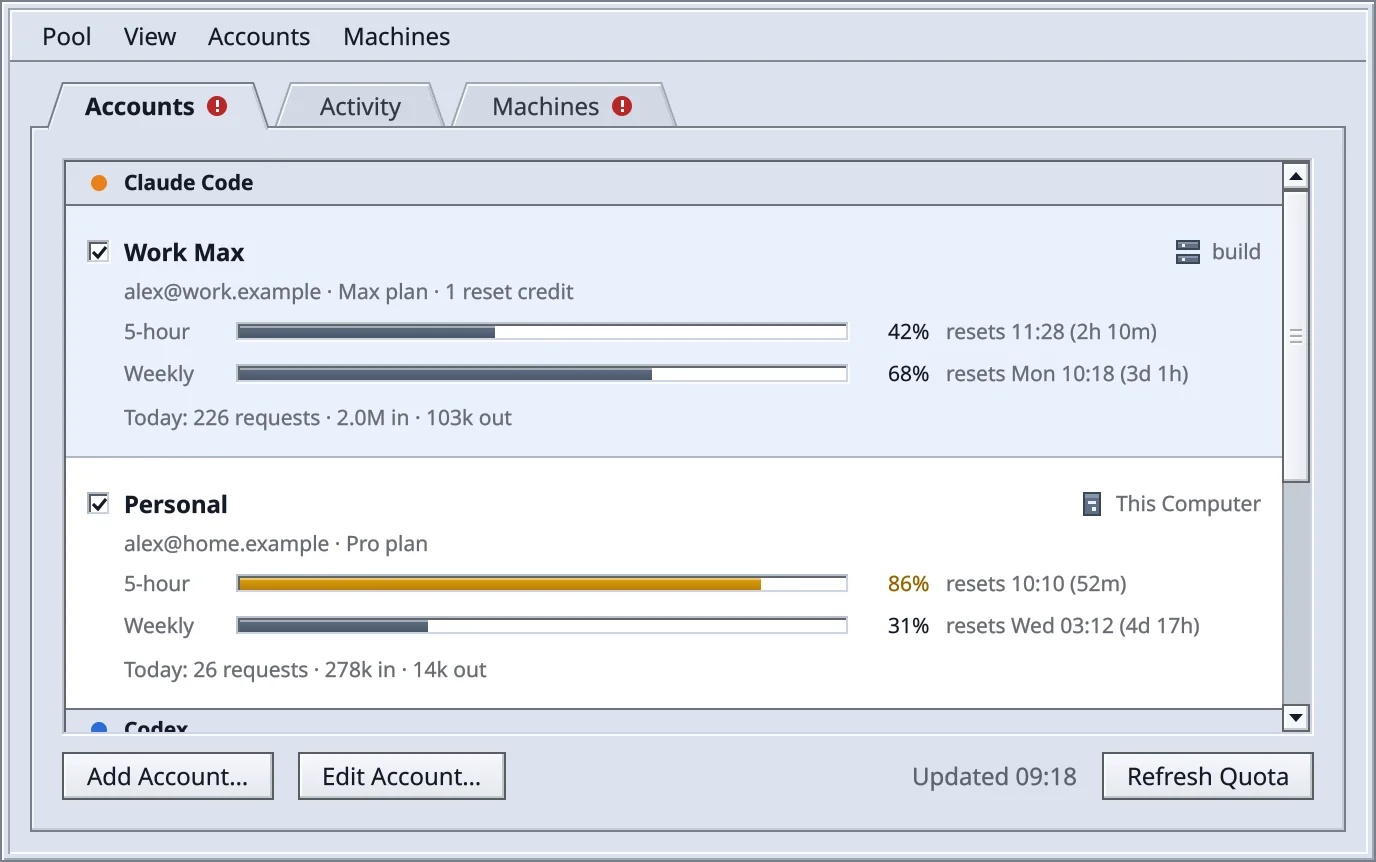 Pool View Accounts Machines
Accounts Activity Machines
Claude Code
Work Max build
alex@work.example · Max plan · 1 reset credit
5-hour 42% resets 11:28 (2h 10m)
Weekly 68% resets Mon 10:18 (3d 1h)
Today: 226 requests · 2.0M in · 103k out
Personal This Computer
alex@home.example · Pro plan
5-hour 86% resets 10:10 (52m)
Weekly 31% resets Wed 03:12 (4d 17h)
Today: 26 requests · 278k in · 14k out
Codex
Add Account... Edit Account... Updated 09:18 Refresh Quota